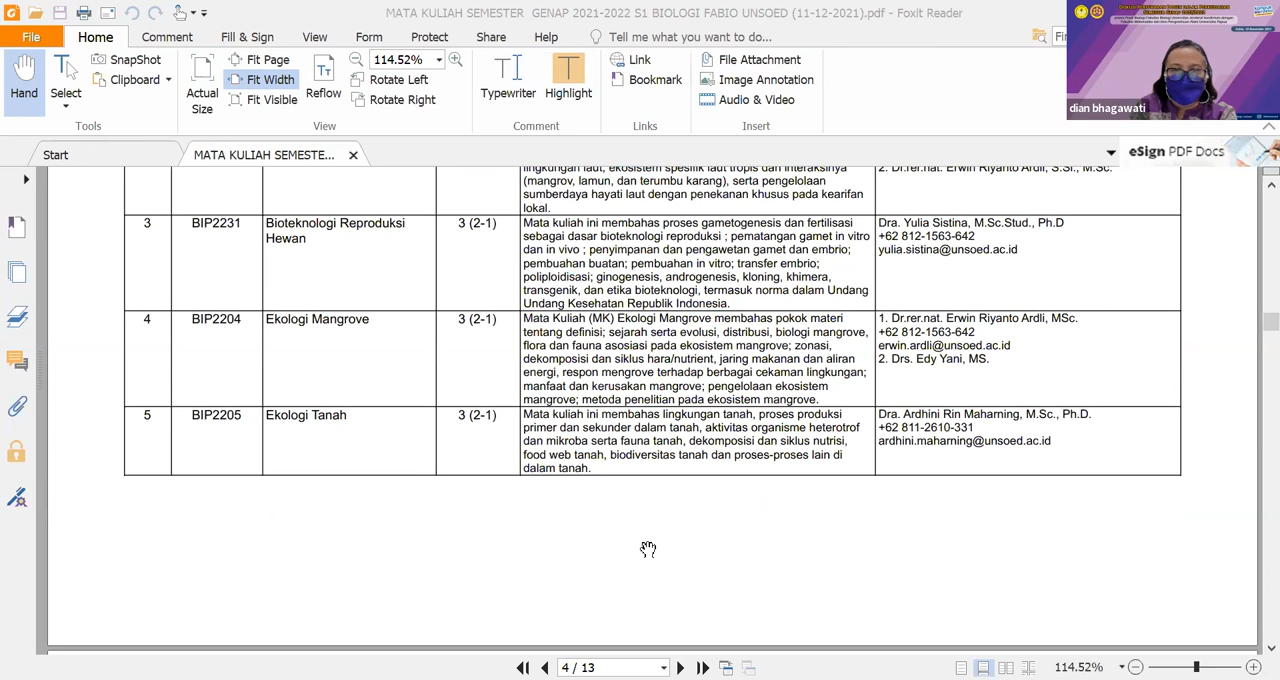 MATA KULIAH SEMESTER GENAP 2021-2022 S1 BIOLOGI FABIO UNSOED (11-12-2021).pdf - Foxit Reader
File
Home
Comment
Fill & Sign
View
Form
Protect
Share
Help
Tell me what you want to do...
Fin
Hand
Select
SnapShot
Clipboard
Actual
Size
Fit Page
Fit Width
Fit Visible
Reflow
114.52%
Rotate Left
Rotate Right
Typewriter
Highlight
Link
Bookmark
File Attachment
Image Annotation
Audio & Video
Tools
View
Comment
Links
Insert
dian bhagawati
Start
MATA KULIAH SEMESTE...
eSign PDF Docs
lingkungan laut, ekosistem spesifik laut tropis dan interaksinya
(mangrov, lamun, dan terumbu karang), serta pengelolaan
sumberdaya hayati laut dengan penekanan khusus pada kearifan
lokal.
2. Dr.rer.nat. Erwin Riyanto Ardli, S.Si., M.Sc.
3
BIP2231
Bioteknologi Reproduksi
Hewan
3 (2-1)
Mata kuliah ini membahas proses gametogenesis dan fertilisasi
sebagai dasar bioteknologi reproduksi ; pematangan gamet in vitro
dan in vivo ; penyimpanan dan pengawetan gamet dan embrio;
pembuahan buatan; pembuahan in vitro; transfer embrio;
poliploidisasi; ginogenesis, androgenesis, kloning, khimera,
transgenik, dan etika bioteknologi, termasuk norma dalam Undang
Undang Kesehatan Republik Indonesia.
Dra. Yulia Sistina, M.Sc.Stud., Ph.D
+62 812-1563-642
yulia.sistina@unsoed.ac.id
4
BIP2204
Ekologi Mangrove
3 (2-1)
Mata Kuliah (MK) Ekologi Mangrove membahas pokok materi
tentang definisi; sejarah serta evolusi, distribusi, biologi mangrove,
flora dan fauna asosiasi pada ekosistem mangrove; zonasi,
dekomposisi dan siklus hara/nutrient, jaring makanan dan aliran
energi, respon mengrove terhadap berbagai cekaman lingkungan;
manfaat dan kerusakan mangrove; pengelolaan ekosistem
mangrove; metoda penelitian pada ekosistem mangrove.
1. Dr.rer.nat. Erwin Riyanto Ardli, MSc.
+62 812-1563-642
erwin.ardli@unsoed.ac.id
2. Drs. Edy Yani, MS.
5
BIP2205
Ekologi Tanah
3 (2-1)
Mata kuliah ini membahas lingkungan tanah, proses produksi
primer dan sekunder dalam tanah, aktivitas organisme heterotrof
dan mikroba serta fauna tanah, dekomposisi dan siklus nutrisi,
food web tanah, biodiversitas tanah dan proses-proses lain di
dalam tanah.
Dra. Ardhini Rin Maharning, M.Sc., Ph.D.
+62 811-2610-331
ardhini.maharning@unsoed.ac.id
4 / 13
114.52%